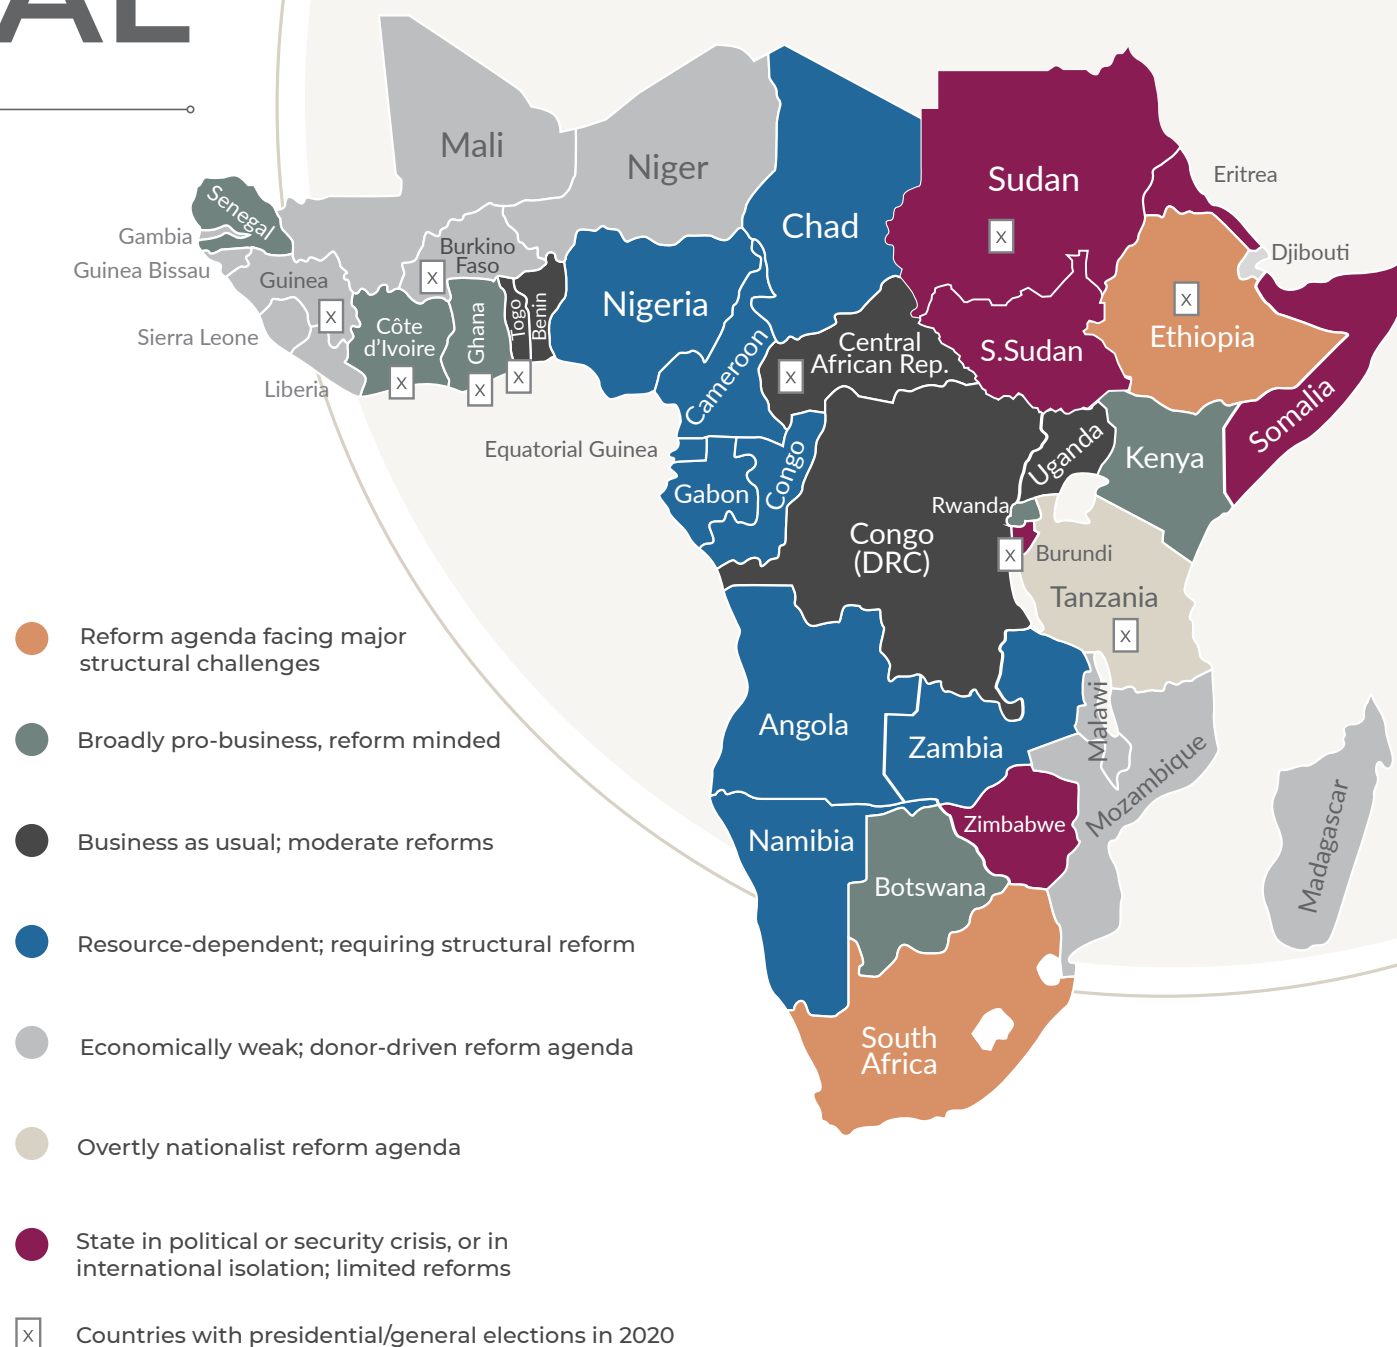 AL
Mali
Niger
Chad
Sudan
Eritrea
Senegal
Gambia
Djibouti
Burkino
Faso
Guinea Bissau
Guinea
X
X
X
X
Nigeria
Togo
Benin
Ghana
Côte
d’Ivoire
Sierra Leone
Ethiopia
Central
African Rep.
S.Sudan
Cameroon
X
X
X
X
Liberia
Somalia
Equatorial Guinea
Uganda
Kenya
Congo
Gabon
Rwanda
Congo
(DRC)
X
Burundi
Tanzania
X
Malawi
Angola
Zambia
Mozambique
Madagascar
Zimbabwe
Namibia
Botswana
South
Africa
Reform agenda facing major
structural challenges
Broadly pro-business, reform minded
Business as usual; moderate reforms
Resource-dependent; requiring structural reform
Economically weak; donor-driven reform agenda
Overtly nationalist reform agenda
State in political or security crisis, or in
international isolation; limited reforms
X Countries with presidential/general elections in 2020